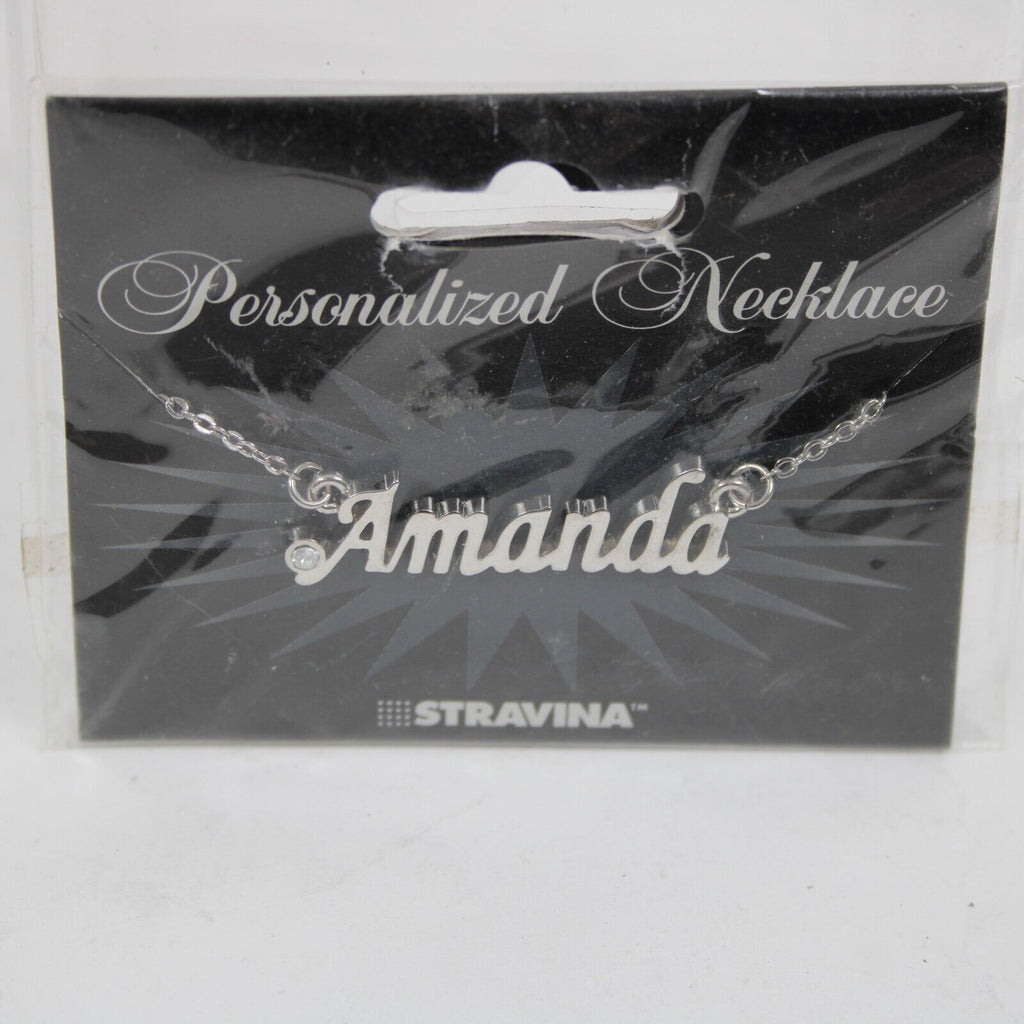 Personalized Necklace
Amanda
STRAVINA™